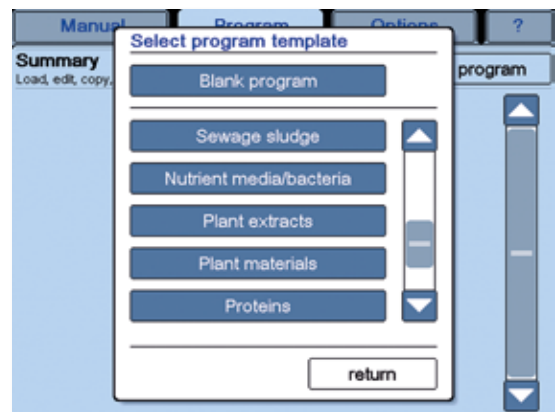 Manual Program Options ?
Select program template
Summary
Load, edit, copy,
program
Blank program
Sewage sludge
Nutrient media/bacteria
Plant extracts
Plant materials
Proteins
return